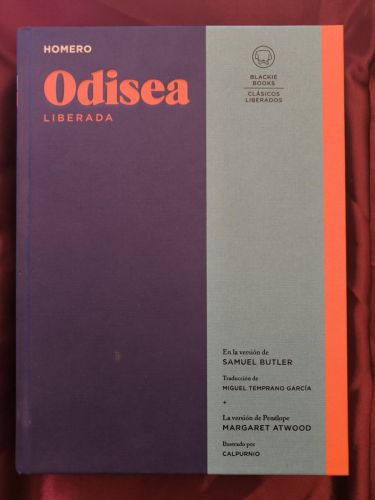 HOMERO
Odisea
LIBERADA
BLACKIE
BOOKS
CLÁSICOS
LIBERADOS
En la versión de
SAMUEL BUTLER
Traducción de
MIGUEL TEMPRANO GARCÍA
+
La versión de Penélope
MARGARET ATWOOD
Ilustrado por
CALPURNIO